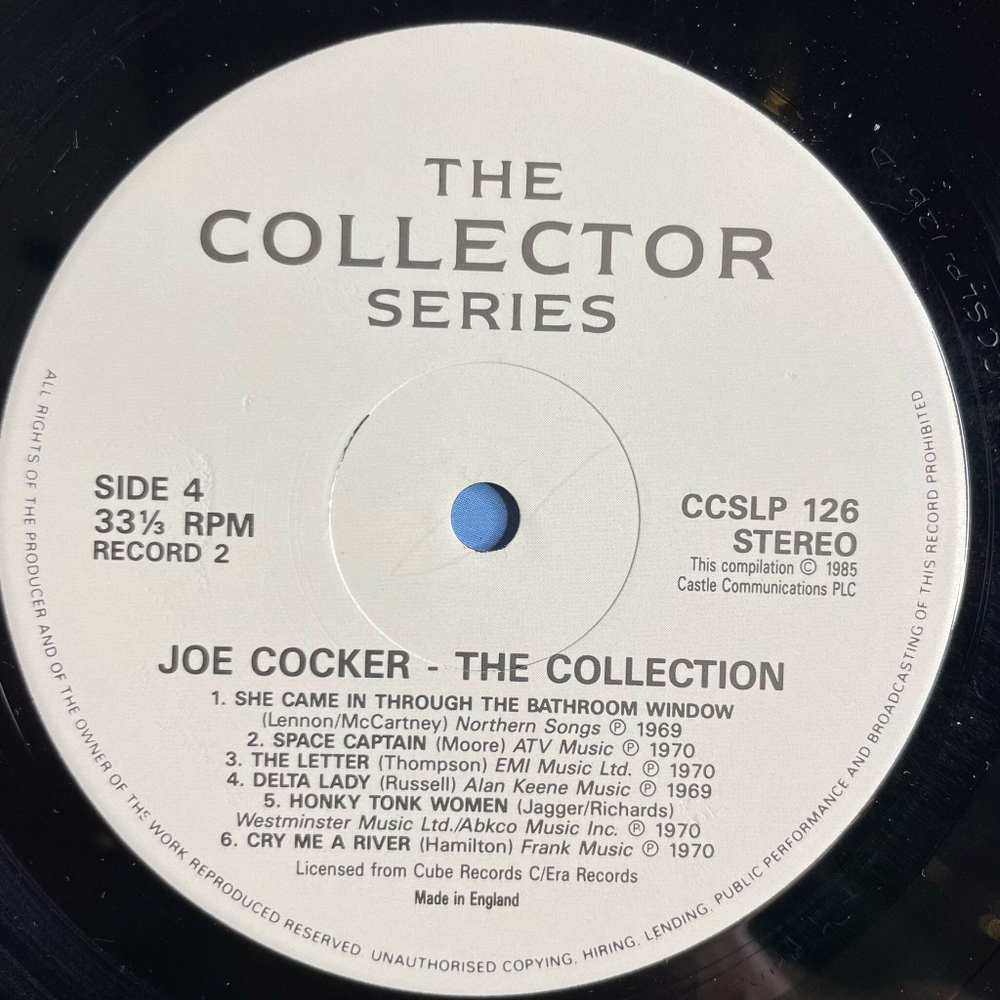 THE
COLLECTOR
SERIES
SIDE 4
33⅓ RPM
RECORD 2
CCSLP 126
STEREO
This compilation © 1985
Castle Communications PLC
JOE COCKER - THE COLLECTION
1. SHE CAME IN THROUGH THE BATHROOM WINDOW
(Lennon/McCartney) Northern Songs ℗ 1969
2. SPACE CAPTAIN (Moore) ATV Music ℗ 1970
3. THE LETTER (Thompson) EMI Music Ltd. ℗ 1970
4. DELTA LADY (Russell) Alan Keene Music ℗ 1969
5. HONKY TONK WOMEN (Jagger/Richards)
Westminster Music Ltd./Abkco Music Inc. ℗ 1970
6. CRY ME A RIVER (Hamilton) Frank Music ℗ 1970
Licensed from Cube Records C/Era Records
Made in England
ALL RIGHTS OF THE PRODUCER AND OF THE OWNER OF THE WORK REPRODUCED RESERVED UNAUTHORISED COPYING, HIRING, LENDING, PUBLIC PERFORMANCE AND BROADCASTING OF THIS RECORD PROHIBITED